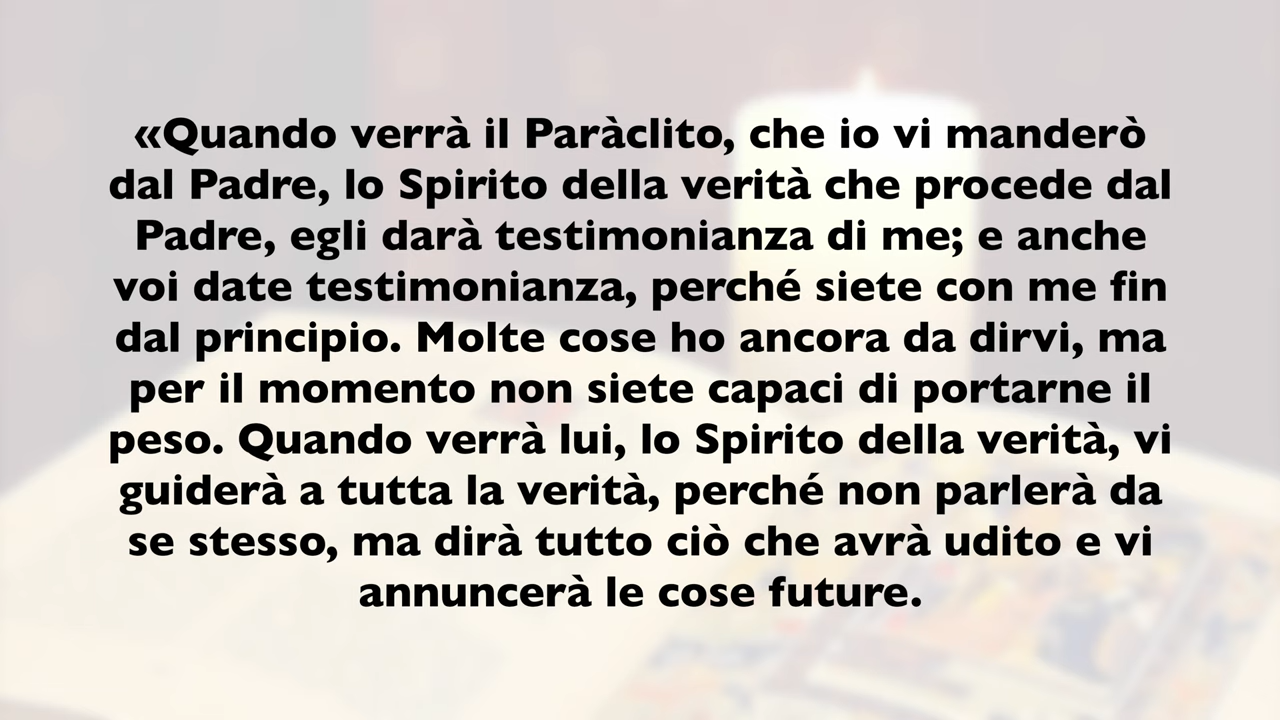 «Quando verrà il Paràclito, che io vi manderò
dal Padre, lo Spirito della verità che procede dal
Padre, egli darà testimonianza di me; e anche
voi date testimonianza, perché siete con me fin
dal principio. Molte cose ho ancora da dirvi, ma
per il momento non siete capaci di portarne il
peso. Quando verrà lui, lo Spirito della verità, vi
guiderà a tutta la verità, perché non parlerà da
se stesso, ma dirà tutto ciò che avrà udito e vi
annuncerà le cose future.